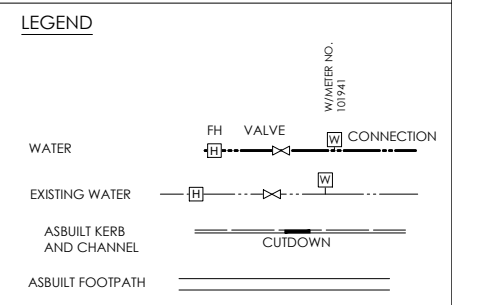 LEGEND
W/METER NO.
101941
FH VALVE
W CONNECTION
WATER
H
W
EXISTING WATER
H
ASBUILT KERB
AND CHANNEL
CUTDOWN
ASBUILT FOOTPATH